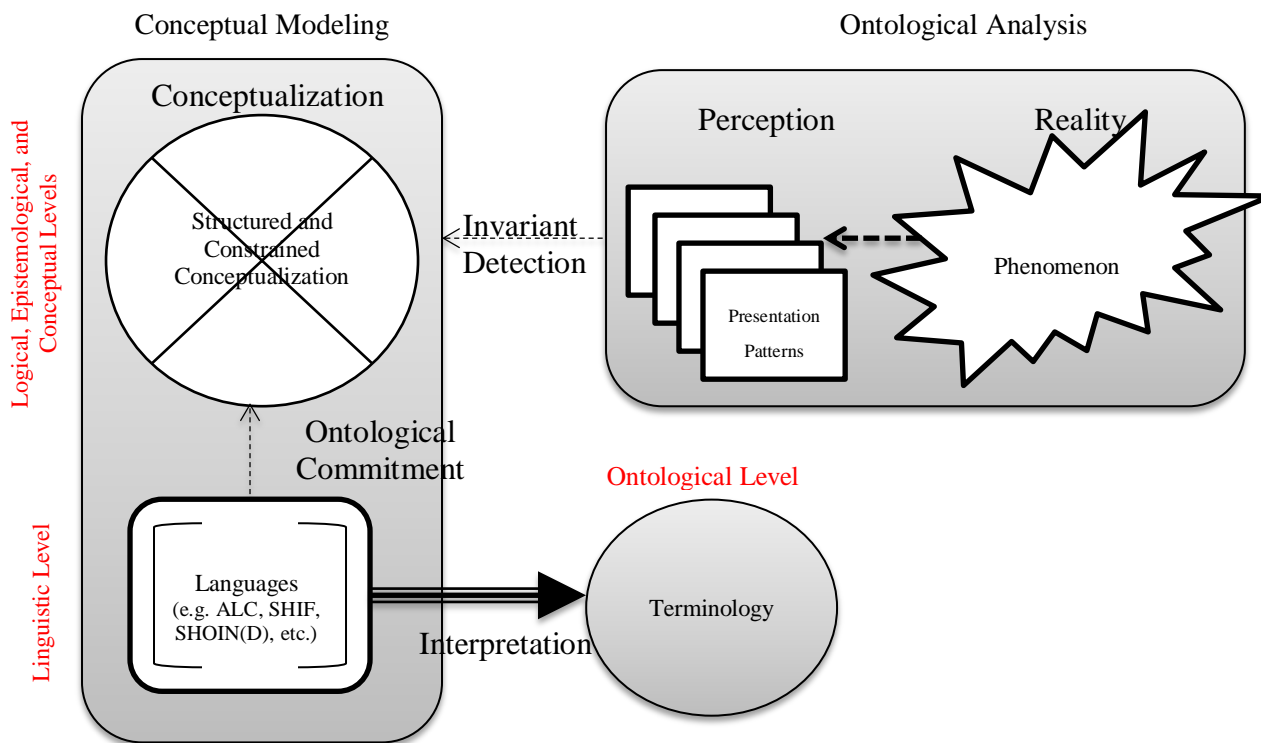 Conceptual Modeling
Ontological Analysis
Logical, Epistemological, and
Conceptual Levels
Conceptualization
Structured and
Constrained
Conceptualization
Invariant
Detection
Perception
Reality
Presentation
Patterns
Phenomenon
Ontological
Commitment
Linguistic Level
Languages
(e.g. ALC, SHIF,
SHOIN(D), etc.)
Interpretation
Ontological Level
Terminology